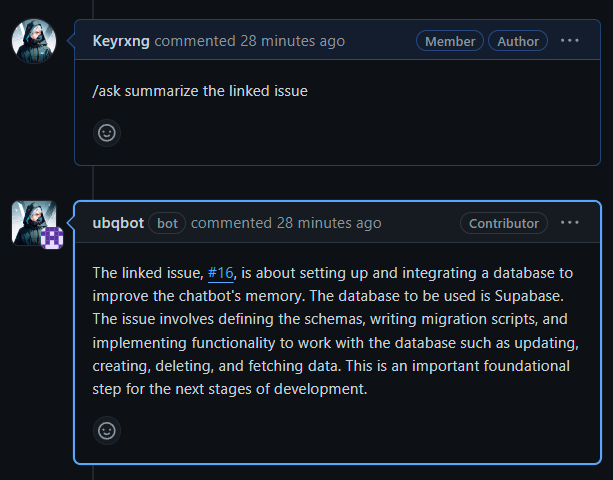 Keyrxng commented 28 minutes ago Member Author ...
/ask summarize the linked issue
ubqbot bot commented 28 minutes ago Contributor ...
The linked issue, #16, is about setting up and integrating a database to
improve the chatbot's memory. The database to be used is Supabase.
The issue involves defining the schemas, writing migration scripts, and
implementing functionality to work with the database such as updating,
creating, deleting, and fetching data. This is an important foundational
step for the next stages of development.